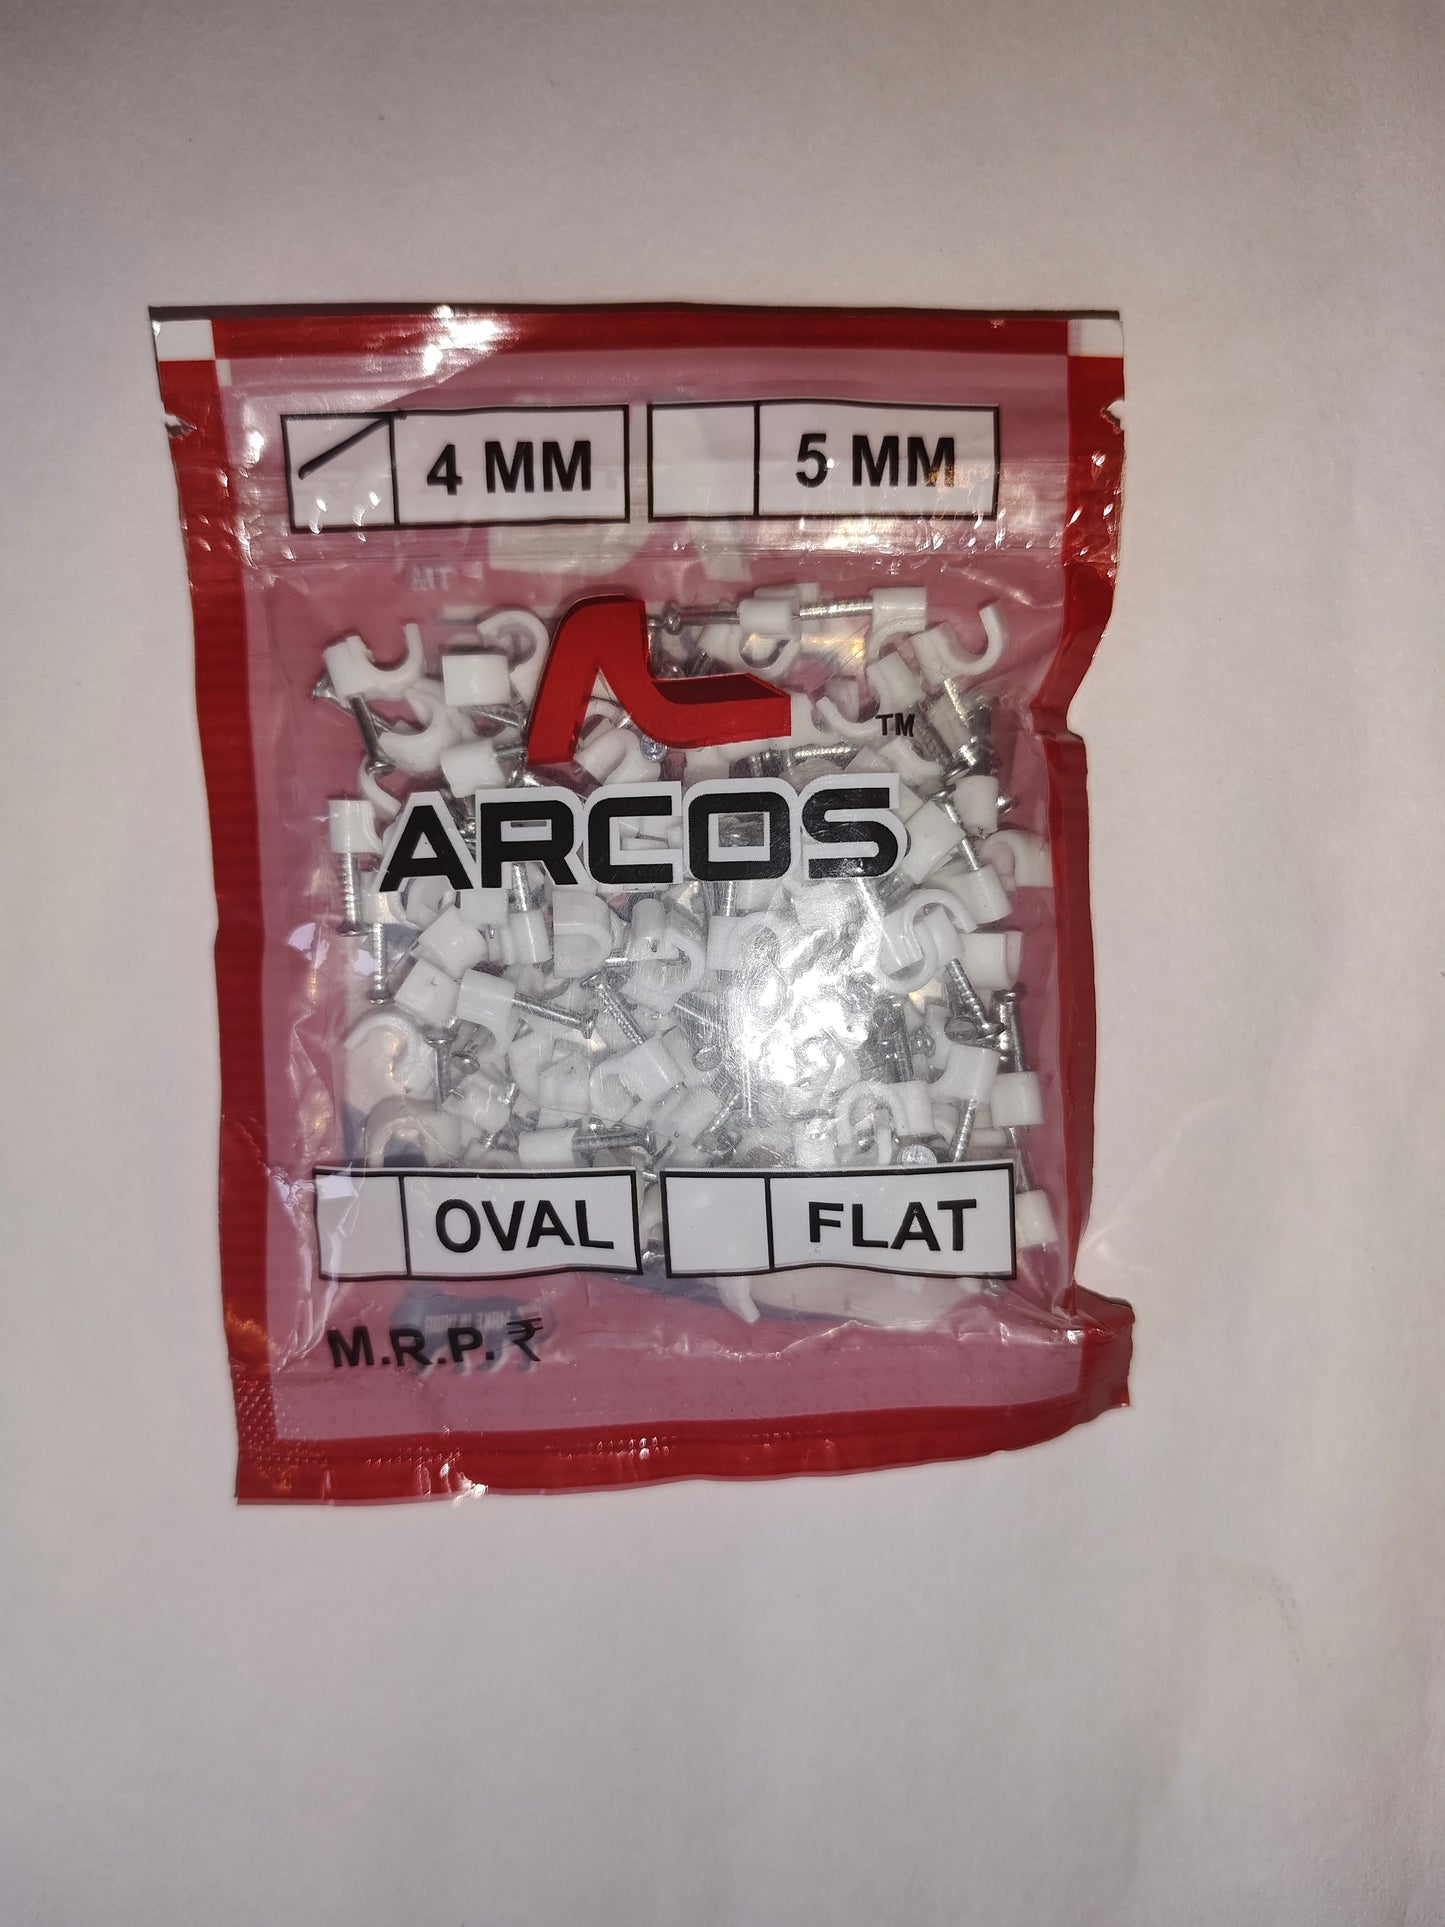 4 MM 5 MM
TM
ARCOS
OVAL FLAT
M.R.P. ₹